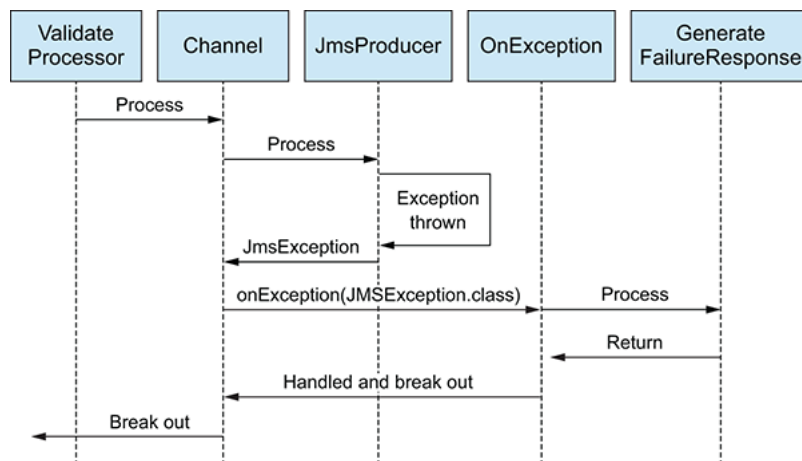 Validate
Processor
Channel
JmsProducer
OnException
Generate
FailureResponse
Process
Process
Exception
thrown
JmsException
onException(JMSException.class)
Process
Return
Handled and break out
Break out